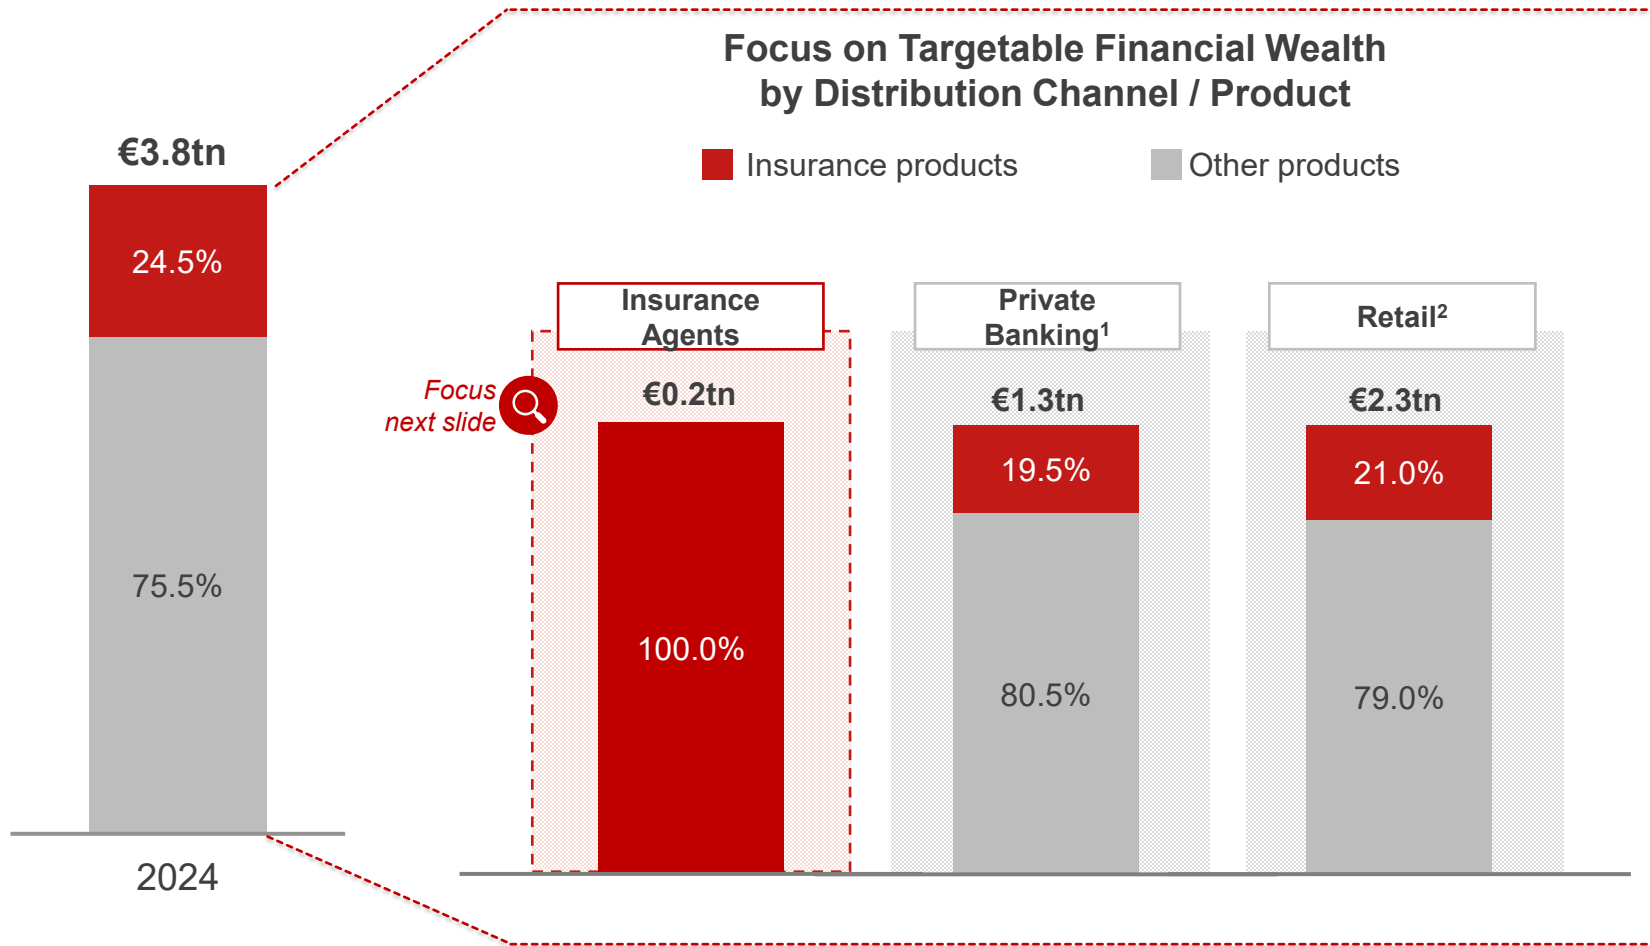 Focus on Targetable Financial Wealth
by Distribution Channel / Product
Insurance products
Other products
€3.8tn
24.5%
75.5%
2024
Focus
next slide
Insurance
Agents
€0.2tn
100.0%
Private
Banking¹
€1.3tn
19.5%
80.5%
Retail²
€2.3tn
21.0%
79.0%